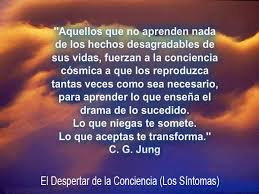 "Aquellos que no aprenden nada
de los hechos desagradables de
sus vidas, fuerzan a la conciencia
cósmica a que los reproduzca
tantas veces como sea necesario,
para aprender lo que enseña el
drama de lo sucedido.
Lo que niegas te somete.
Lo que aceptas te transforma."
C. G. Jung
El Despertar de la Conciencia (Los Síntomas)